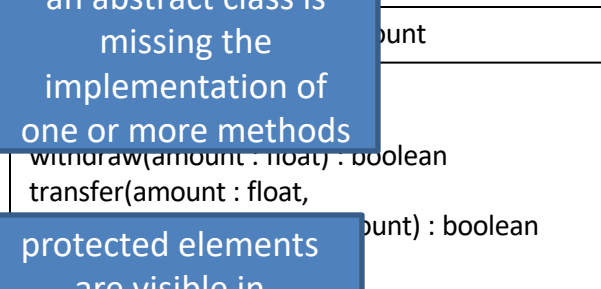 an abstract class is
missing the
implementation of
one or more methods
ount
withdraw(amount : float) : boolean
transfer(amount : float,
ount) : boolean
protected elements
are visible in